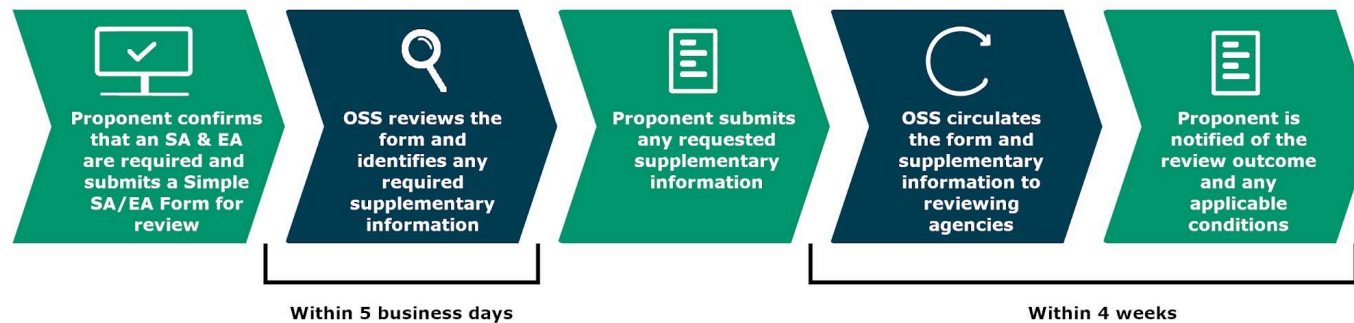 Proponent confirms
that an SA & EA
are required and
submits a Simple
SA/EA Form for
review
OSS reviews the
form and
identifies any
required
supplementary
information
Proponent submits
any requested
supplementary
information
OSS circulates
the form and
supplementary
information to
reviewing
agencies
Proponent is
notified of the
review outcome
and any
applicable
conditions
Within 5 business days
Within 4 weeks